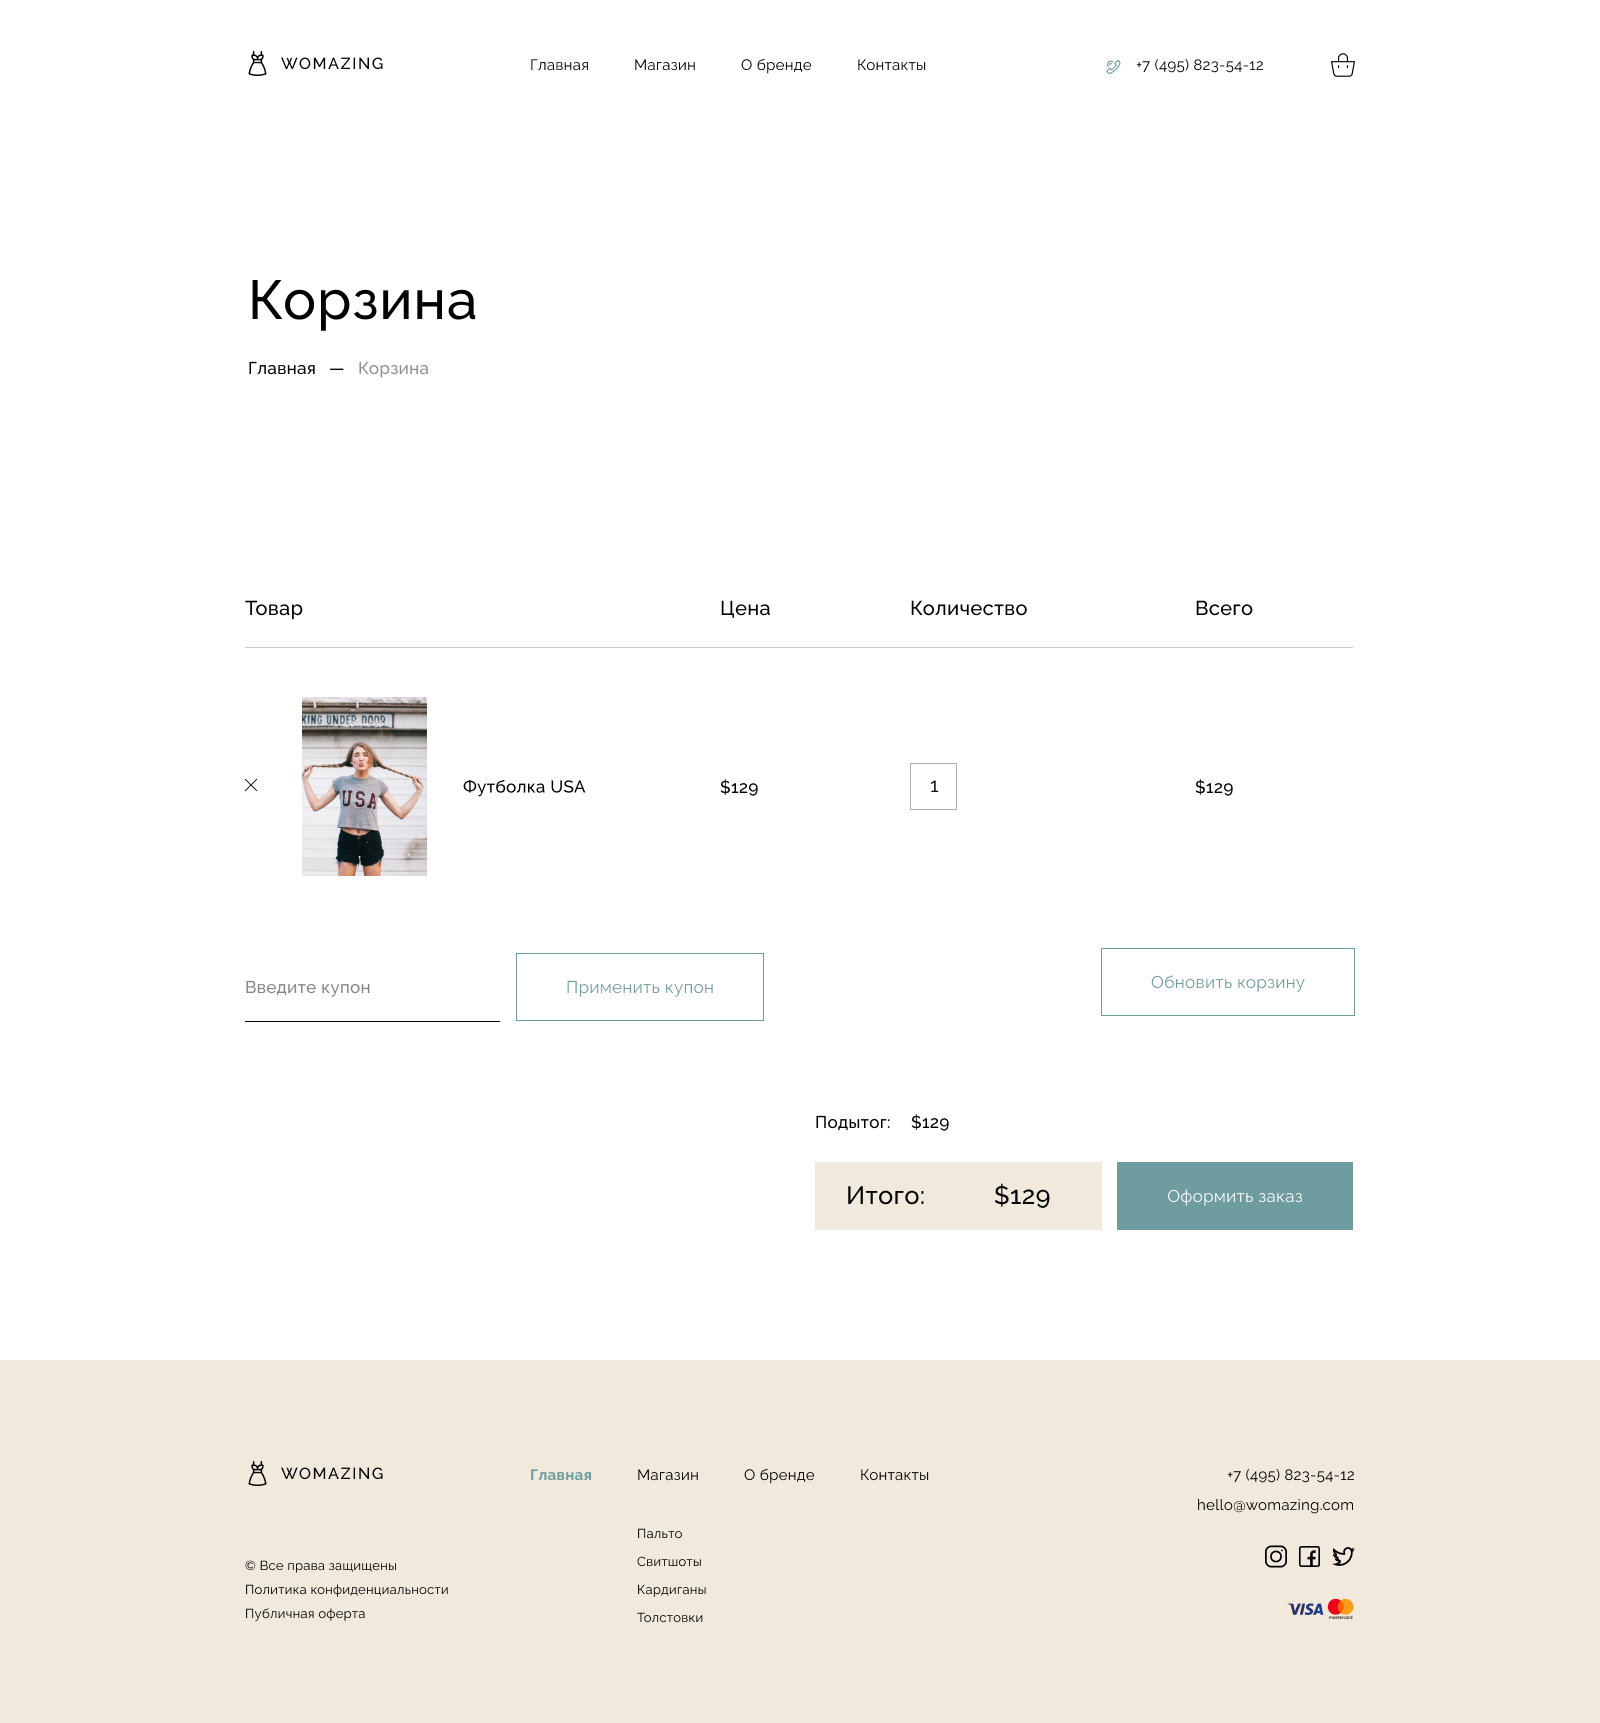 WOMAZING
Главная Магазин О бренде Контакты
+7 (495) 823-54-12
Корзина
Главная — Корзина
Товар Цена Количество Всего
KING UNDER DOOR
USA
Футболка USA $129 1 $129
Введите купон
Применить купон
Обновить корзину
Подытог: $129
Итого: $129
Оформить заказ
WOMAZING
Главная Магазин О бренде Контакты
+7 (495) 823-54-12
hello@womazing.com
Пальто
Свитшоты
Кардиганы
Толстовки
© Все права защищены
Политика конфиденциальности
Публичная оферта
VISA mastercard